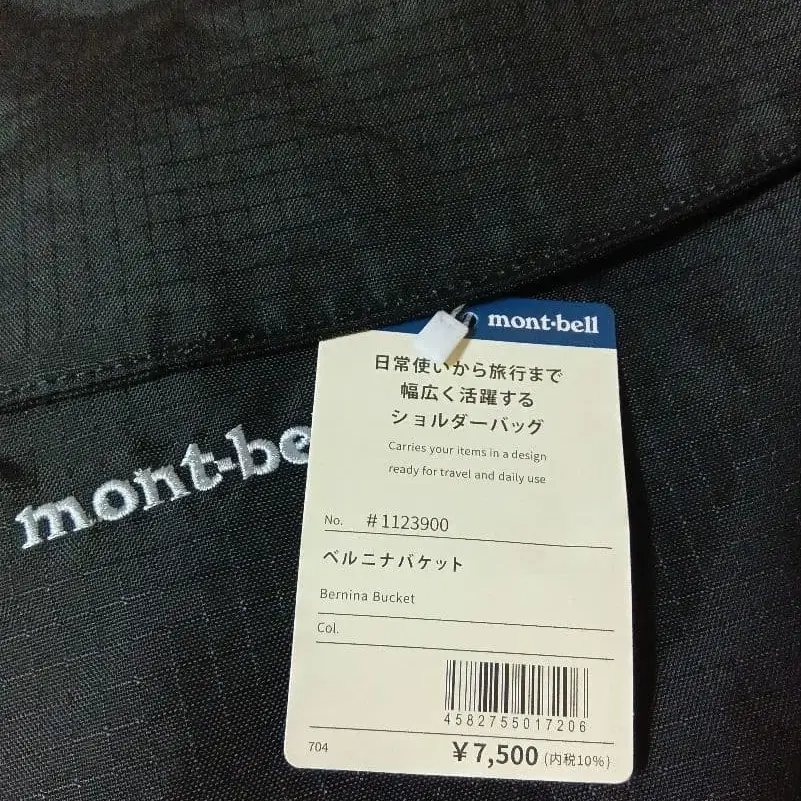 mont-bell
日常使いから旅行まで
幅広く活躍する
ショルダーバッグ
Carries your items in a design
ready for travel and daily use
No. #1123900
ベルニナバケット
Bernina Bucket
Col.
4582755017206
704 ¥7,500 (内税10%)
mont-be